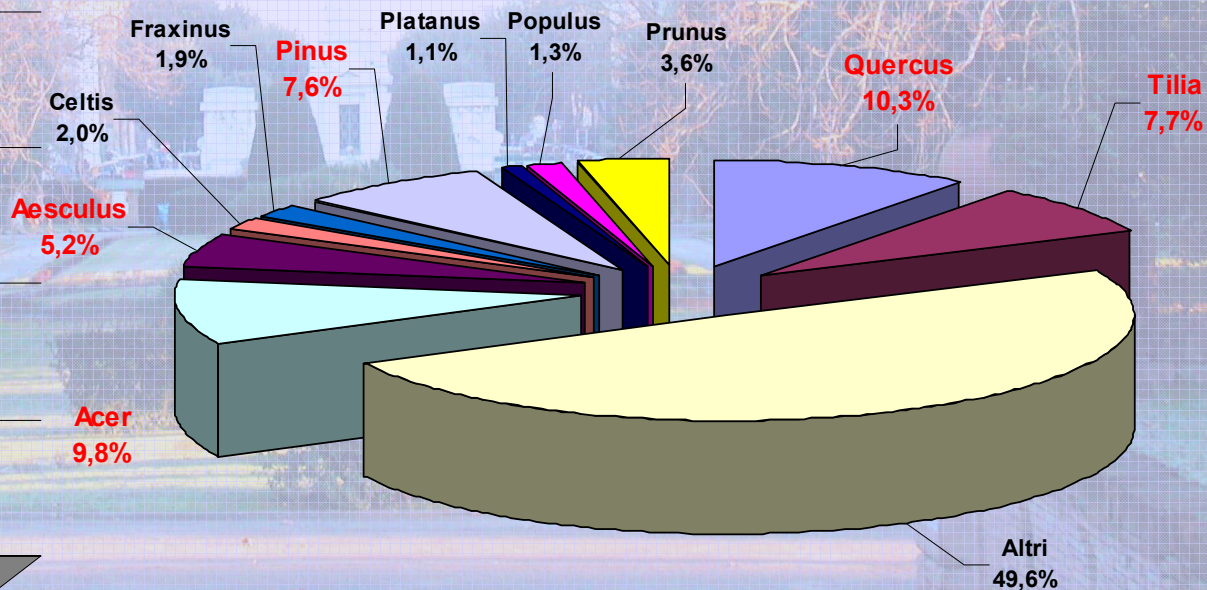 Fraxinus
1,9%
Pinus
7,6%
Platanus
1,1%
Populus
1,3%
Prunus
3,6%
Quercus
10,3%
Tilia
7,7%
Celtis
2,0%
Aesculus
5,2%
Acer
9,8%
Altri
49,6%